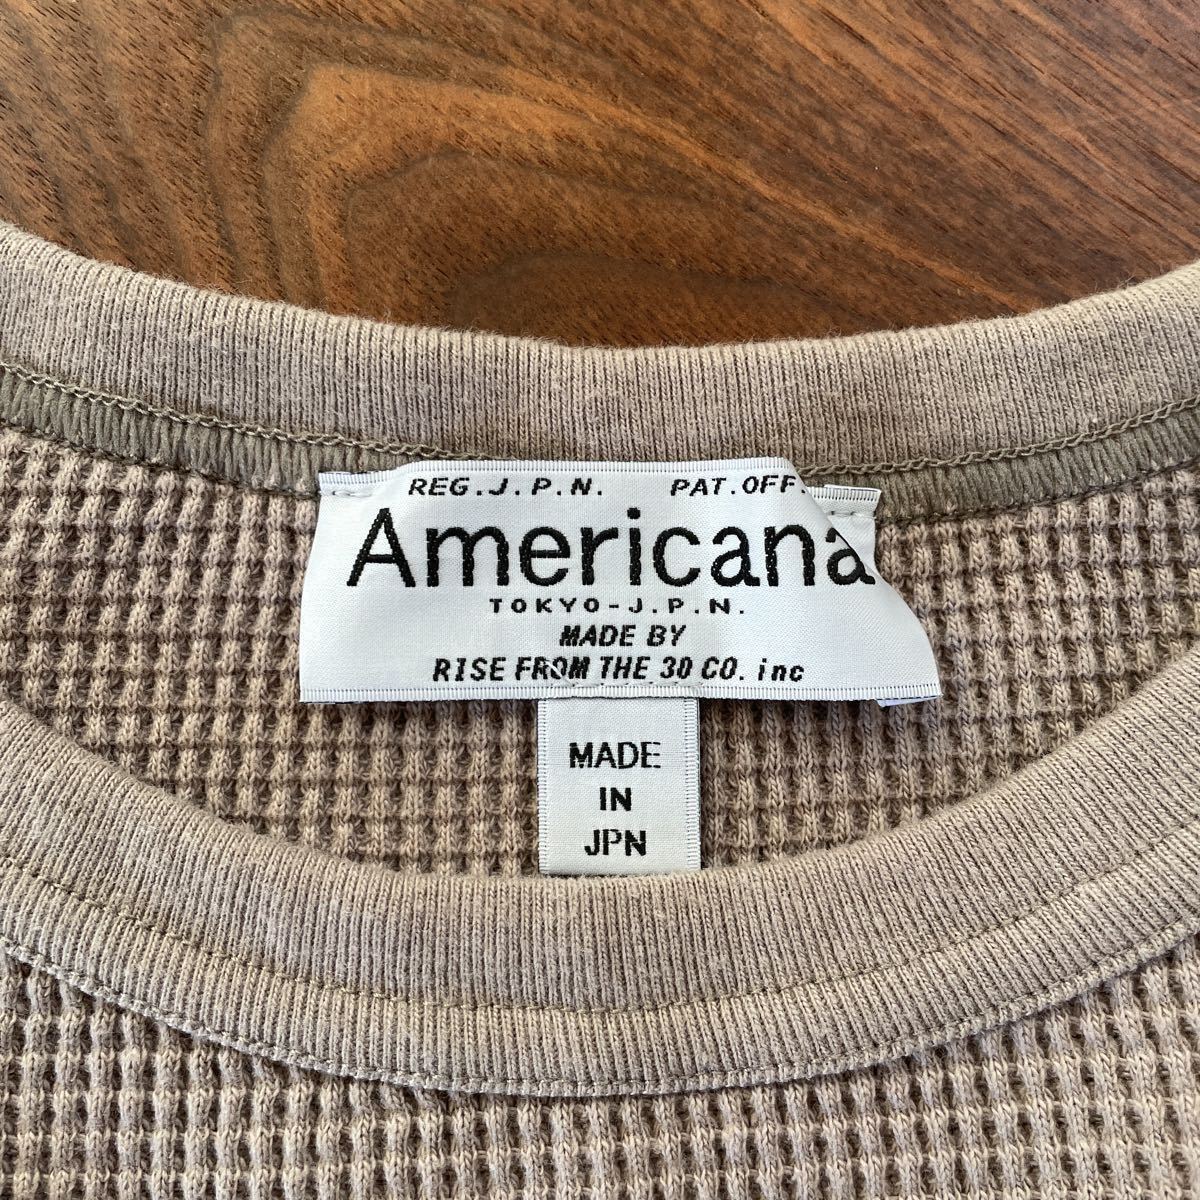 REG.J.P.N. PAT.OFF.
Americana
TOKYO-J.P.N.
MADE BY
RISE FROM THE 30 CO. inc
MADE
IN
JPN